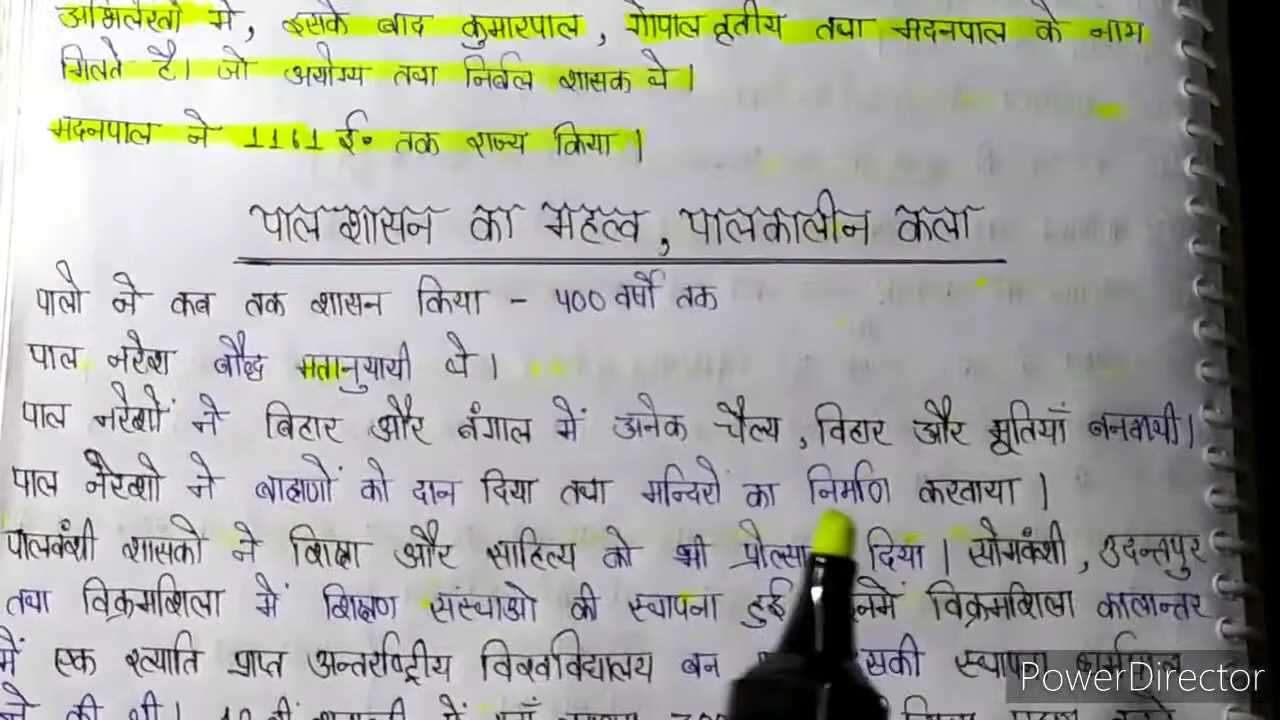 अभिलेखों में, इसके बाद कुमारपाल, गोपाल तृतीय तथा मदनपाल के नाम
मिलते है। जो अयोग्य तथा निर्बल शासक थे।
मदनपाल ने 1161 ई० तक राज्य किया।
पाल शासन का महत्व, पालकालीन कला
पालो ने कब तक शासन किया - 400 वर्षो तक
पाल नरेश बौद्ध मतानुयायी थे।
पाल नरेशों ने बिहार और बंगाल में अनेक चैत्य, विहार और मूर्तियाँ बनवायी।
पाल नरेशो ने ब्राह्मणों को दान दिया तथा मन्दिरो का निर्माण करवाया।
पालवंशी शासको ने शिक्षा और साहित्य को भी दिया। सोमवंशी, उदन्तपुर
तथा विक्रमशिला में शिक्षण संस्थाओ की स्थापना हुई विक्रमशिला कालान्तर
में एक ख्याति प्राप्त अन्तर्राष्ट्रीय विश्वविद्यालय बन स्थापना
PowerDirector